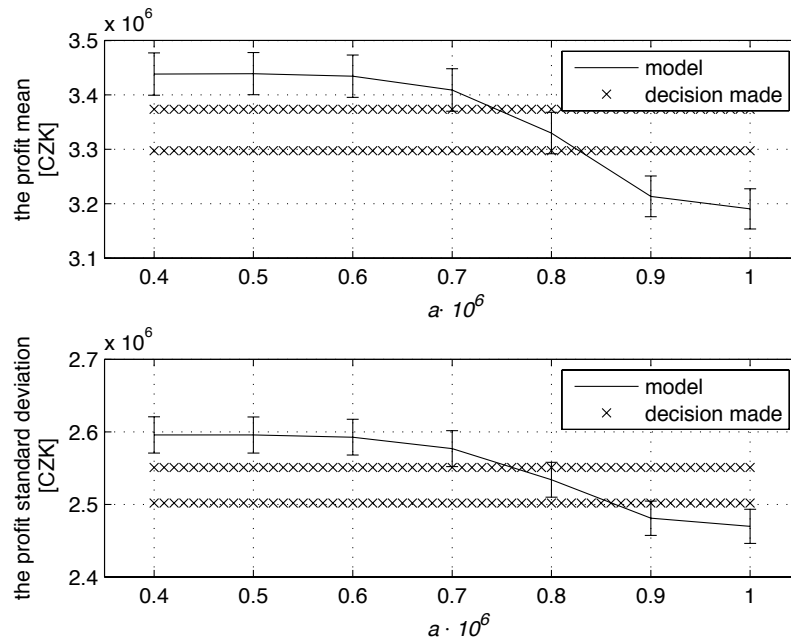 x 10^6
3.5
3.4
3.3
3.2
3.1
the profit mean
[CZK]
model
decision made
0.4 0.5 0.6 0.7 0.8 0.9 1
a· 10^6
x 10^6
2.7
2.6
2.5
2.4
the profit standard deviation
[CZK]
model
decision made
0.4 0.5 0.6 0.7 0.8 0.9 1
a · 10^6